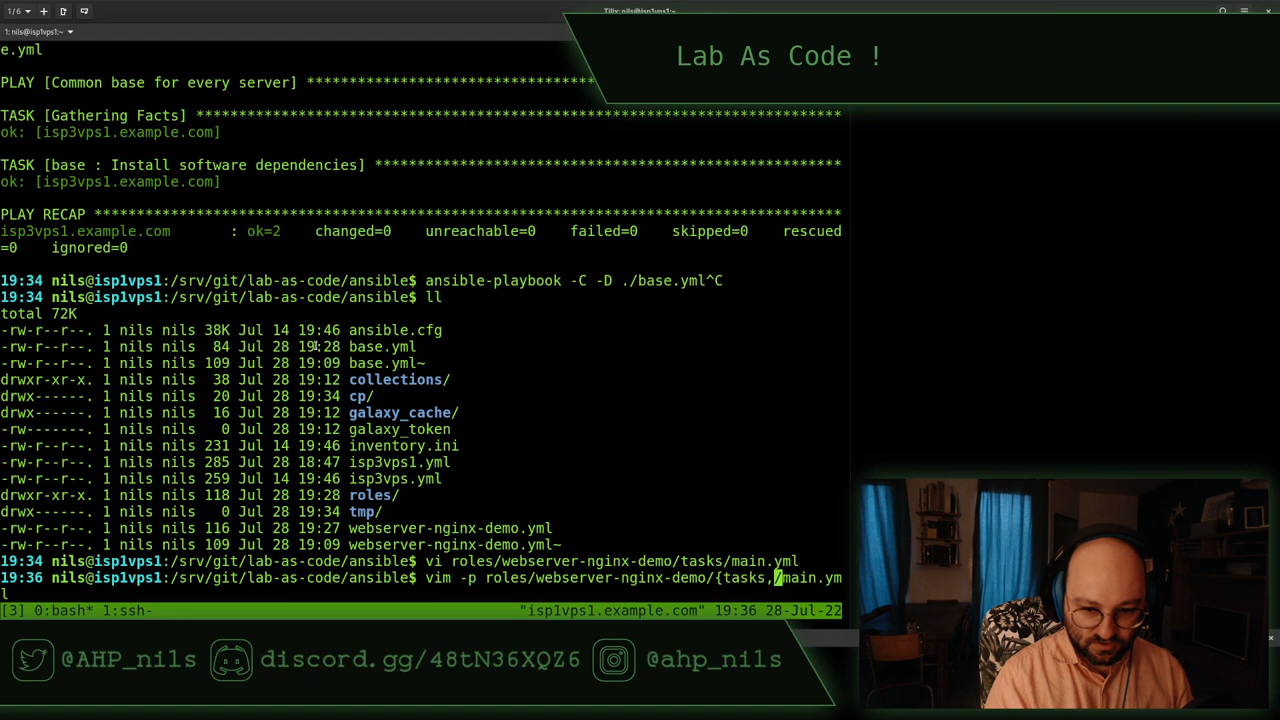 1/6
Tilix: nils@isp1vps1:~
1: nils@isp1vps1:~
Lab As Code !
e.yml
PLAY [Common base for every server] **********************************
TASK [Gathering Facts] ****************************************************************************
ok: [isp3vps1.example.com]
TASK [base : Install software dependencies] *******************************************************
ok: [isp3vps1.example.com]
PLAY RECAP ****************************************************************************************
isp3vps1.example.com       : ok=2    changed=0    unreachable=0    failed=0    skipped=0    rescued
=0    ignored=0
19:34 nils@isp1vps1:/srv/git/lab-as-code/ansible$ ansible-playbook -C -D ./base.yml^C
19:34 nils@isp1vps1:/srv/git/lab-as-code/ansible$ ll
total 72K
-rw-r--r--. 1 nils nils 38K Jul 14 19:46 ansible.cfg
-rw-r--r--. 1 nils nils  84 Jul 28 19:28 base.yml
-rw-r--r--. 1 nils nils 109 Jul 28 19:09 base.yml~
drwxr-xr-x. 1 nils nils  38 Jul 28 19:12 collections/
drwx------. 1 nils nils  20 Jul 28 19:34 cp/
drwx------. 1 nils nils  16 Jul 28 19:12 galaxy_cache/
-rw-------. 1 nils nils   0 Jul 28 19:12 galaxy_token
-rw-r--r--. 1 nils nils 231 Jul 14 19:46 inventory.ini
-rw-r--r--. 1 nils nils 285 Jul 28 18:47 isp3vps1.yml
-rw-r--r--. 1 nils nils 259 Jul 14 19:46 isp3vps.yml
drwxr-xr-x. 1 nils nils 118 Jul 28 19:28 roles/
drwx------. 1 nils nils   0 Jul 28 19:34 tmp/
-rw-r--r--. 1 nils nils 116 Jul 28 19:27 webserver-nginx-demo.yml
-rw-r--r--. 1 nils nils 109 Jul 28 19:09 webserver-nginx-demo.yml~
19:34 nils@isp1vps1:/srv/git/lab-as-code/ansible$ vi roles/webserver-nginx-demo/tasks/main.yml
19:36 nils@isp1vps1:/srv/git/lab-as-code/ansible$ vim -p roles/webserver-nginx-demo/{tasks,/main.ym
l
[3] 0:bash* 1:ssh- "isp1vps1.example.com" 19:36 28-Jul-22
@AHP_nils discord.gg/48tN36XQZ6 @ahp_nils